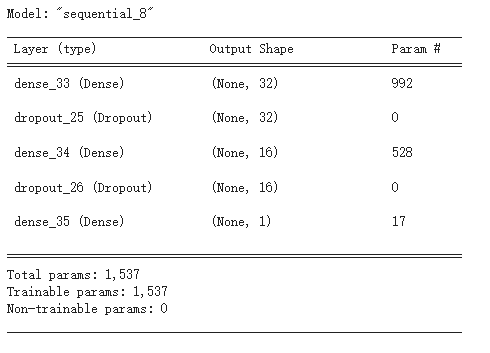 Model: "sequential_8"
Layer (type) Output Shape Param #
dense_33 (Dense) (None, 32) 992
dropout_25 (Dropout) (None, 32) 0
dense_34 (Dense) (None, 16) 528
dropout_26 (Dropout) (None, 16) 0
dense_35 (Dense) (None, 1) 17
Total params: 1,537
Trainable params: 1,537
Non-trainable params: 0